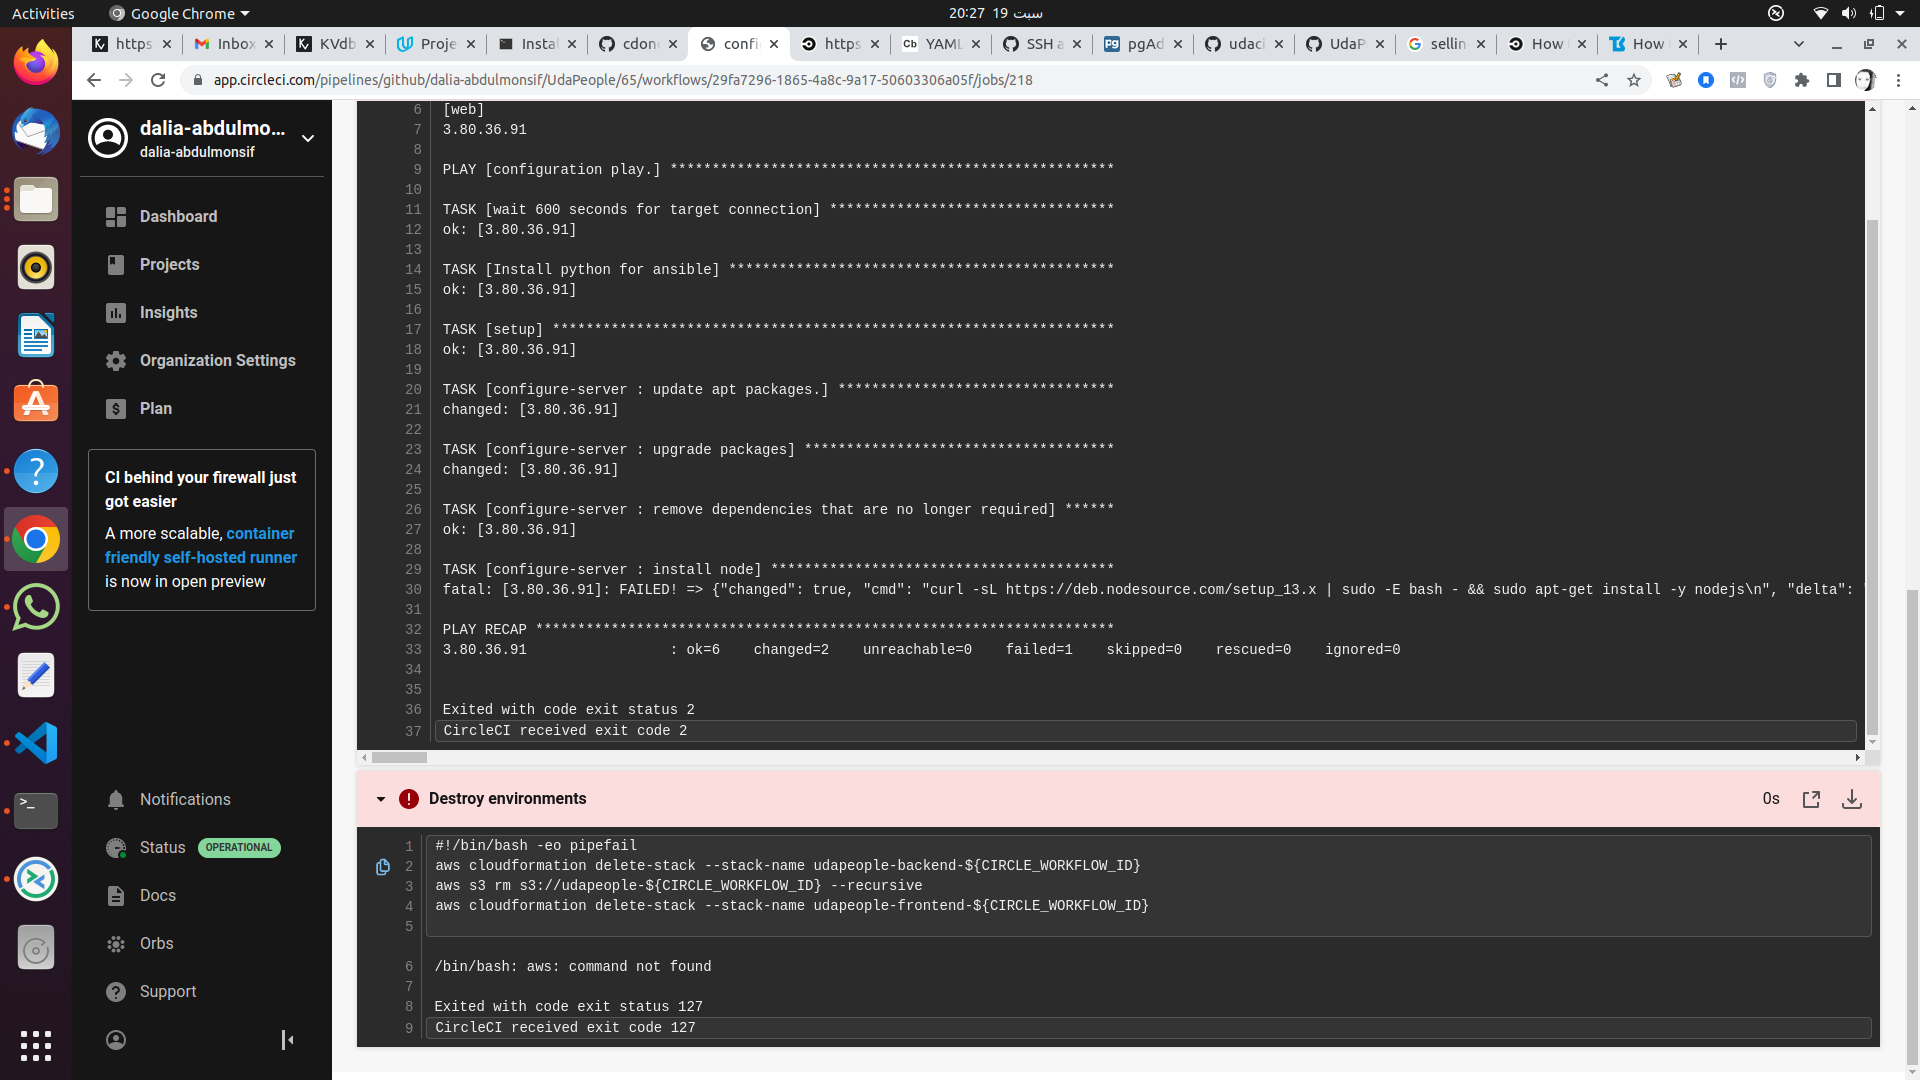 Activities
Google Chrome
20:27 19 سبت
https
Inbox
KVdb
Proje
Instal
cdon
confi
https
YAML
SSH a
pgAd
udaci
UdaP
sellin
How
How
app.circleci.com/pipelines/github/dalia-abdulmonsif/UdaPeople/65/workflows/29fa7296-1865-4a8c-9a17-50603306a05f/jobs/218
dalia-abdulmo...
dalia-abdulmonsif
Dashboard
Projects
Insights
Organization Settings
Plan
CI behind your firewall just
got easier
A more scalable, container
friendly self-hosted runner
is now in open preview
Notifications
Status OPERATIONAL
Docs
Orbs
Support
6 [web]
7 3.80.36.91
8
9 PLAY [configuration play.] *****************************************************
10
11 TASK [wait 600 seconds for target connection] **********************************
12 ok: [3.80.36.91]
13
14 TASK [Install python for ansible] **********************************************
15 ok: [3.80.36.91]
16
17 TASK [setup] *******************************************************************
18 ok: [3.80.36.91]
19
20 TASK [configure-server : update apt packages.] *********************************
21 changed: [3.80.36.91]
22
23 TASK [configure-server : upgrade packages] *************************************
24 changed: [3.80.36.91]
25
26 TASK [configure-server : remove dependencies that are no longer required] ******
27 ok: [3.80.36.91]
28
29 TASK [configure-server : install node] *****************************************
30 fatal: [3.80.36.91]: FAILED! => {"changed": true, "cmd": "curl -sL https://deb.nodesource.com/setup_13.x | sudo -E bash - && sudo apt-get install -y nodejs\n", "delta": "
31
32 PLAY RECAP *********************************************************************
33 3.80.36.91 : ok=6 changed=2 unreachable=0 failed=1 skipped=0 rescued=0 ignored=0
34
35
36 Exited with code exit status 2
37 CircleCI received exit code 2
Destroy environments
0s
1 #!/bin/bash -eo pipefail
2 aws cloudformation delete-stack --stack-name udapeople-backend-${CIRCLE_WORKFLOW_ID}
3 aws s3 rm s3://udapeople-${CIRCLE_WORKFLOW_ID} --recursive
4 aws cloudformation delete-stack --stack-name udapeople-frontend-${CIRCLE_WORKFLOW_ID}
5
6 /bin/bash: aws: command not found
7
8 Exited with code exit status 127
9 CircleCI received exit code 127